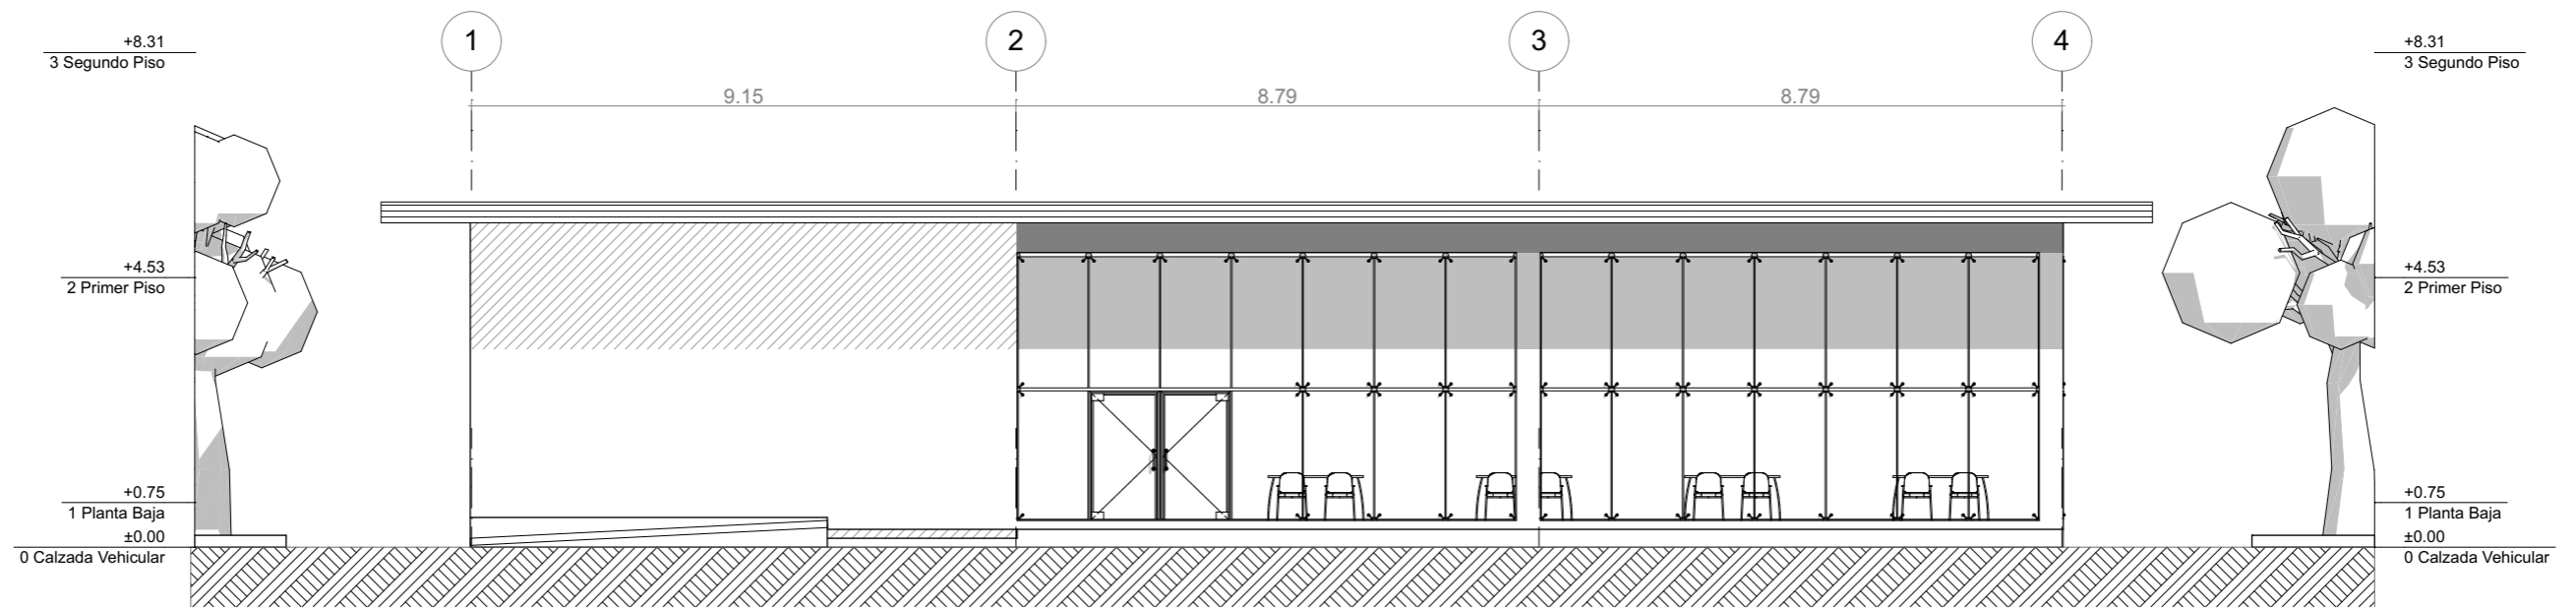 1
2
3
4
9.15
8.79
8.79
+8.31
3 Segundo Piso
+4.53
2 Primer Piso
+0.75
1 Planta Baja
±0.00
0 Calzada Vehicular
+8.31
3 Segundo Piso
+4.53
2 Primer Piso
+0.75
1 Planta Baja
±0.00
0 Calzada Vehicular